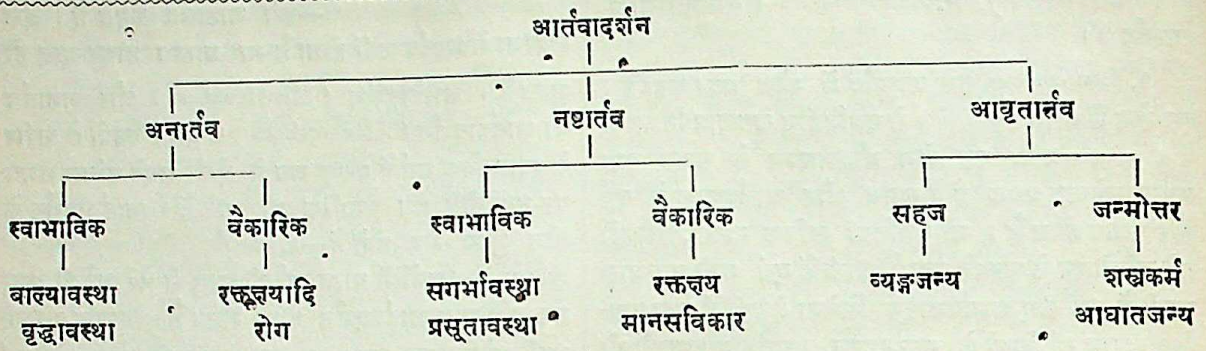 आर्तवादर्शन
अनार्तव नष्टार्तव आवृतार्त्तव
स्वाभाविक वैकारिक स्वाभाविक वैकारिक सहज जन्मोत्तर
बाल्यावस्था रक्तक्षयादि सगर्भावस्था रक्तक्षय व्यङ्गजन्य शस्त्रकर्म
वृद्धावस्था रोग प्रसूतावस्था मानसविकार आघातजन्य